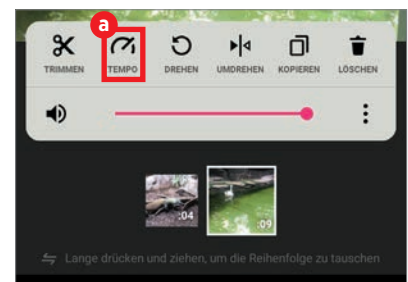 a
TRIMMEN TEMPO DREHEN UMDREHEN KOPIEREN LÖSCHEN
:04 :09
Lange drücken und ziehen, um die Reihenfolge zu tauschen